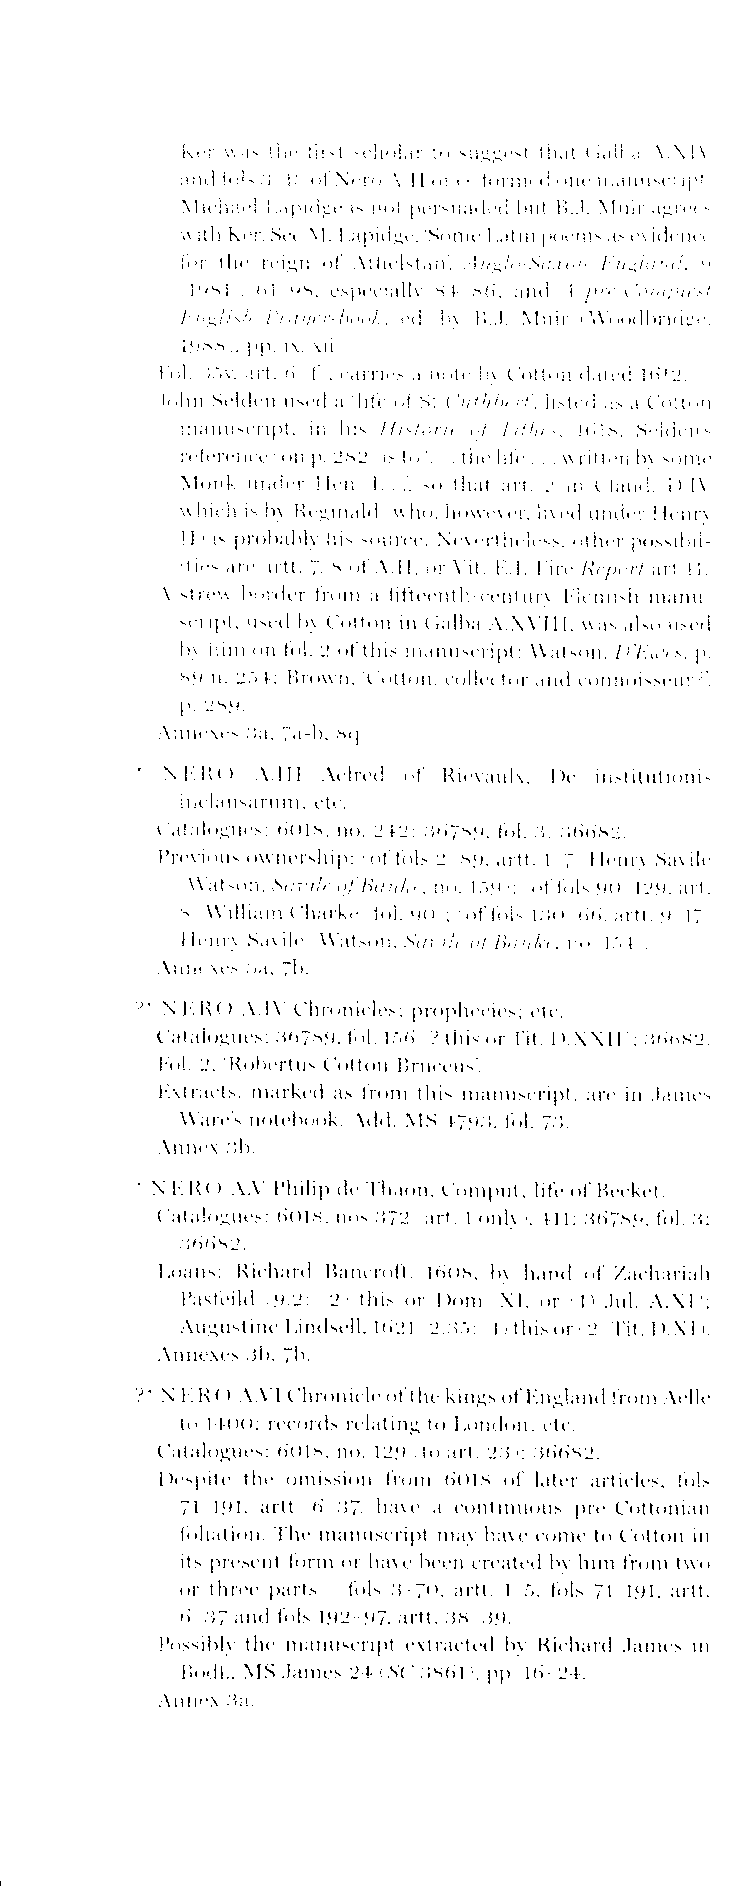 Ker was the first scholar to suggest that Galba A.XIV
and fols 3–12 of Nero A.II once formed one manuscript.
Michael Lapidge is not persuaded but B.J. Muir agrees
with Ker. See M. Lapidge, 'Some Latin poems as evidence
for the reign of Athelstan', Anglo-Saxon England, 9
(1981), 61–98, especially 84–86, and A pre-Conquest
English Prayer-book, ed. by B.J. Muir (Woodbridge,
1988), pp. ix, xii.
Fol. 35v, art. 6 f, carries a note by Cotton dated 1612.
John Selden used a 'life of St Cuthbert', listed as a Cotton
manuscript, in his Historie of Tithes, 1618. Selden's
reference (on p. 282) is to '. . . the life . . . written by some
Monk under Hen. I . . .', so that art. 2 in Claud. D.IV
which is by Reginald (who, however, lived under Henry
II) is probably his source. Nevertheless, other possibil-
ities are artt. 7, 8 of A.II, or Vit. E.I, Fire Report art.
A strew border from a fifteenth-century Flemish manu-
script, used by Cotton in Galba A.XVIII, was also used
by him on fol. 2 of this manuscript: Watson, D'Ewes, p.
89 n. 254; Brown, 'Cotton, collector and connoisseur?',
p. 289.
Annexes 3a, 7a–b, 8q.
* NERO A.III Aelred of Rievaulx, De institutionis
inclausarum, etc.
Catalogues: 6018, no. 242; 36789, fol. 3; 36682.
Previous ownership: (of fols 2–89, artt. 1–7) Henry Savile
(Watson, Savile of Banke, no. 159); (of fols 90–129, art.
8) William Charke (fol. 90); (of fols 130–66, artt. 9–17)
Henry Savile (Watson, Savile of Banke, no. 154).
Annexes 5a, 7b.
?* NERO A.IV Chronicles; prophecies; etc.
Catalogues: 36789, fol. 156 (?this or Tit. D.XXII); 36682.
Fol. 2, 'Robertus Cotton Bruceus'.
Extracts, marked as from this manuscript, are in James
Ware's notebook, Add. MS 4793, fol. 73.
Annex 3b.
* NERO A.V Philip de Thaon, Comput, life of Becket.
Catalogues: 6018, nos 372 (art. 1 only), 411; 36789, fol. 3;
36682.
Loans: Richard Bancroft, 1608, by hand of Zachariah
Pasfeild (9.2: (2) this or Dom. XI, or (1) Jul. A.XI);
Augustine Lindsell, 1621 (2.35: (1) this or (2) Tit. D.XI).
Annexes 3b, 7b.
?* NERO A.VI Chronicle of the kings of England from Aelle
to 1400; records relating to London, etc.
Catalogues: 6018, no. 129 (to art. 23); 36682.
Despite the omission from 6018 of later articles, fols
71–191, artt. 6–37, have a continuous pre-Cottonian
foliation. The manuscript may have come to Cotton in
its present form or have been created by him from two
or three parts – fols 3–70, artt. 1–5, fols 71–191, artt.
6–37 and fols 192–97, artt. 38–39.
Possibly the manuscript extracted by Richard James in
Bodl., MS James 24 (SC 3861), pp. 16–24.
Annex 3a.